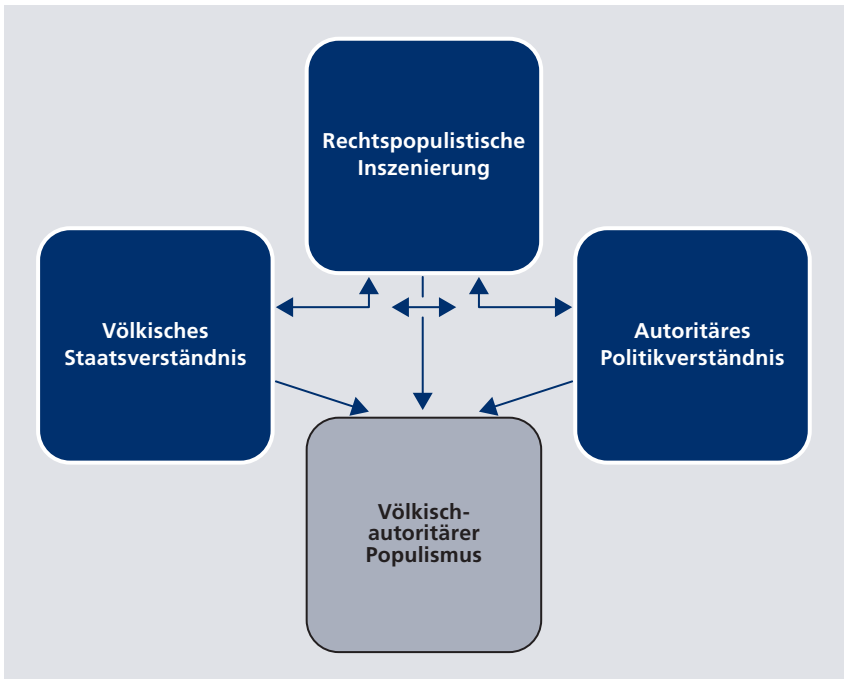 Rechtspopulistische
Inszenierung
Völkisches
Staatsverständnis
Autoritäres
Politikverständnis
Völkisch-
autoritärer
Populismus